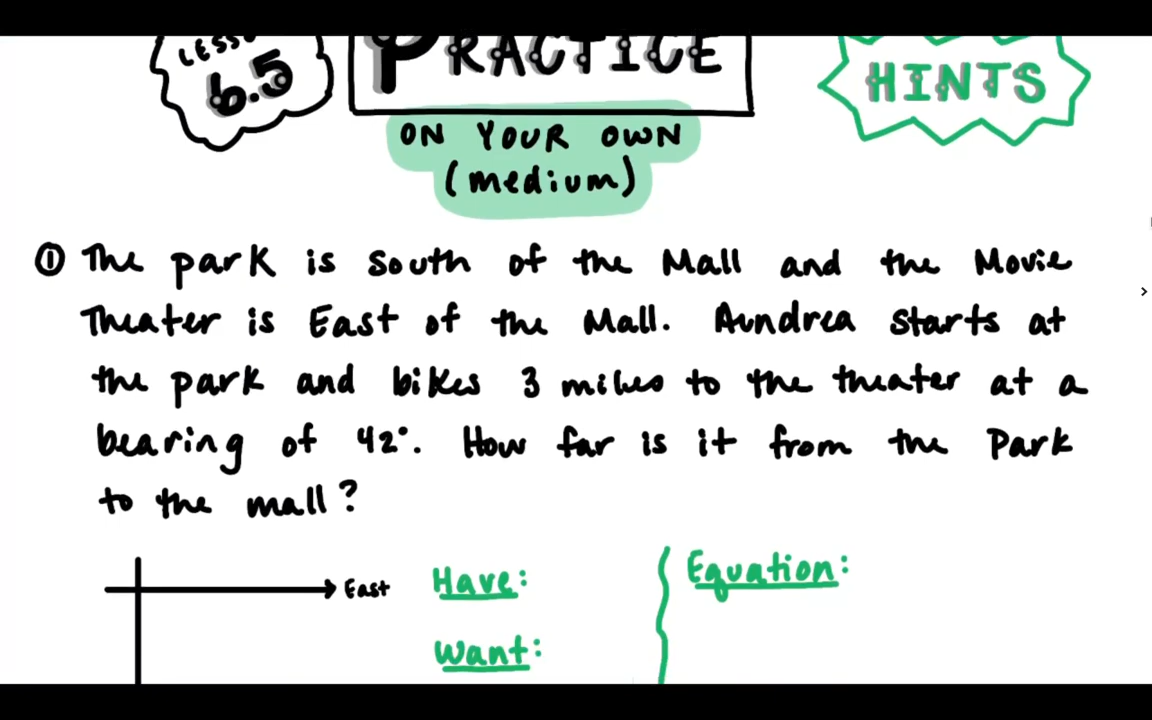 LESSO
6.5
PRACTICE
HINTS
ON YOUR OWN
(medium)
① The park is South of the Mall and the Movie
Theater is East of the Mall. Aundrea starts at
the park and bikes 3 miles to the theater at a
bearing of 42°. How far is it from the Park
to the mall?
East
Have:
Want:
Equation: